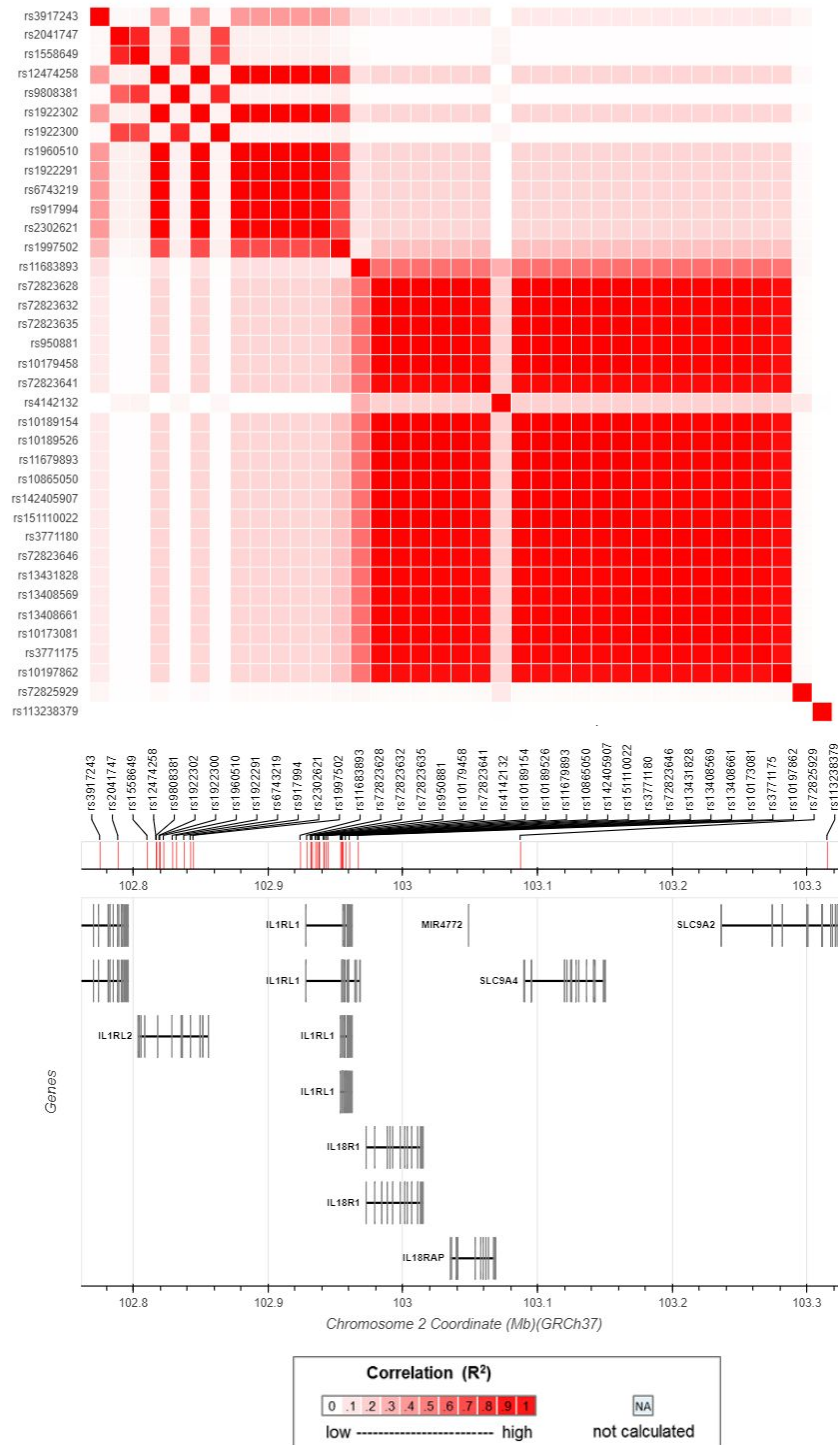 rs3917243
rs2041747
rs1558649
rs12474258
rs9808381
rs1922302
rs1922300
rs1960510
rs1922291
rs6743219
rs917994
rs2302621
rs1997502
rs11683893
rs72823628
rs72823632
rs72823635
rs950881
rs10179458
rs72823641
rs4142132
rs10189154
rs10189526
rs11679893
rs10865050
rs142405907
rs151110022
rs3771180
rs72823646
rs13431828
rs13408569
rs13408661
rs10173081
rs3771175
rs10197862
rs72825929
rs113238379
rs3917243
rs2041747
rs1558649
rs12474258
rs9808381
rs1922302
rs1922300
rs1960510
rs1922291
rs6743219
rs917994
rs2302621
rs1997502
rs11683893
rs72823628
rs72823632
rs72823635
rs950881
rs10179458
rs72823641
rs4142132
rs10189154
rs10189526
rs11679893
rs10865050
rs142405907
rs15110022
rs3771180
rs72823646
rs13431828
rs13408569
rs13408661
rs10173081
rs3771175
rs10197862
rs72825929
rs113238379
102.8 102.9 103 103.1 103.2 103.3
IL1RL1 MIR4772 SLC9A2
IL1RL1 SLC9A4
IL1RL2 IL1RL1
IL1RL1
IL18R1
IL18R1
IL18RAP
Genes
102.8 102.9 103 103.1 103.2 103.3
Chromosome 2 Coordinate (Mb)(GRCh37)
Correlation (R²)
0 .1 .2 .3 .4 .5 .6 .7 .8 .9 1 NA
low ------------------------- high not calculated